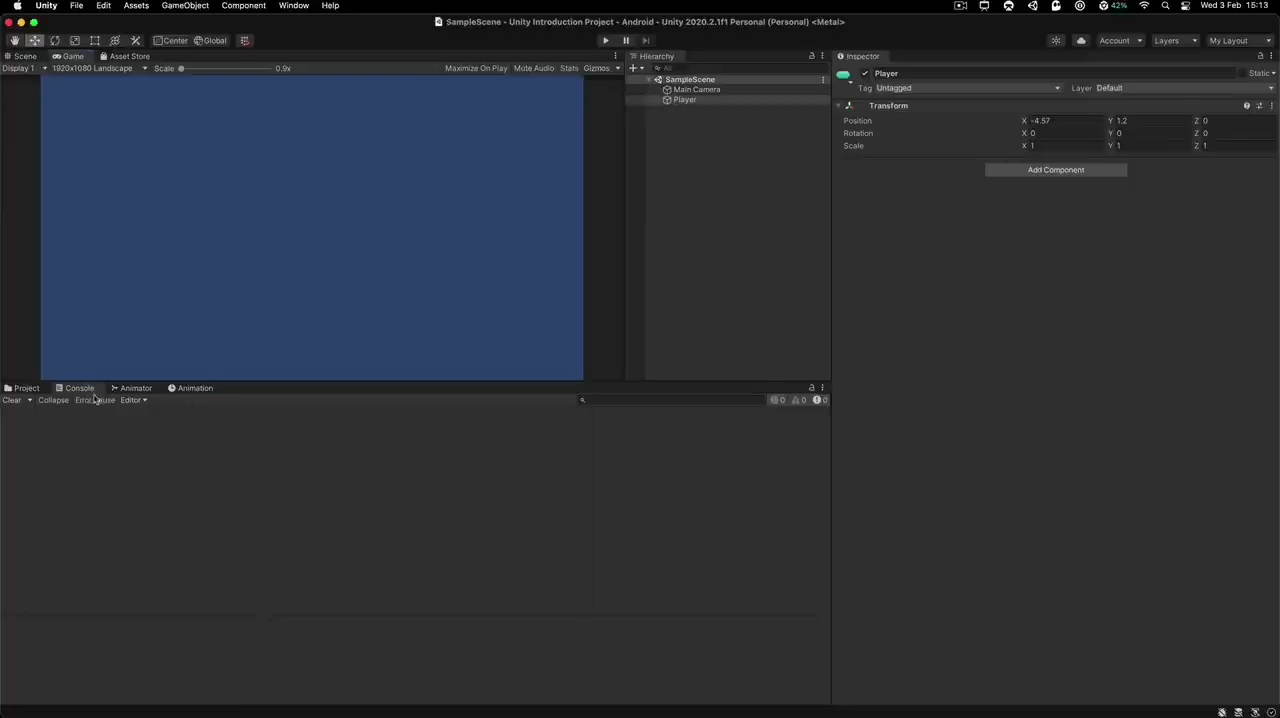 Unity File Edit Assets GameObject Component Window Help 42% Wed 3 Feb 15:13
SampleScene - Unity Introduction Project - Android - Unity 2020.2.1f1 Personal (Personal) <Metal>
Center Global Account Layers My Layout
Scene Game Asset Store
Display 1 1920x1080 Landscape Scale 0.9x Maximize On Play Mute Audio Stats Gizmos
Hierarchy
All
SampleScene
Main Camera
Player
Inspector
Player Static
Tag Untagged Layer Default
Transform
Position X -4.57 Y 1.2 Z 0
Rotation X 0 Y 0 Z 0
Scale X 1 Y 1 Z 1
Add Component
Project Console Animator Animation
Clear Collapse Error Pause Editor 0 0 0